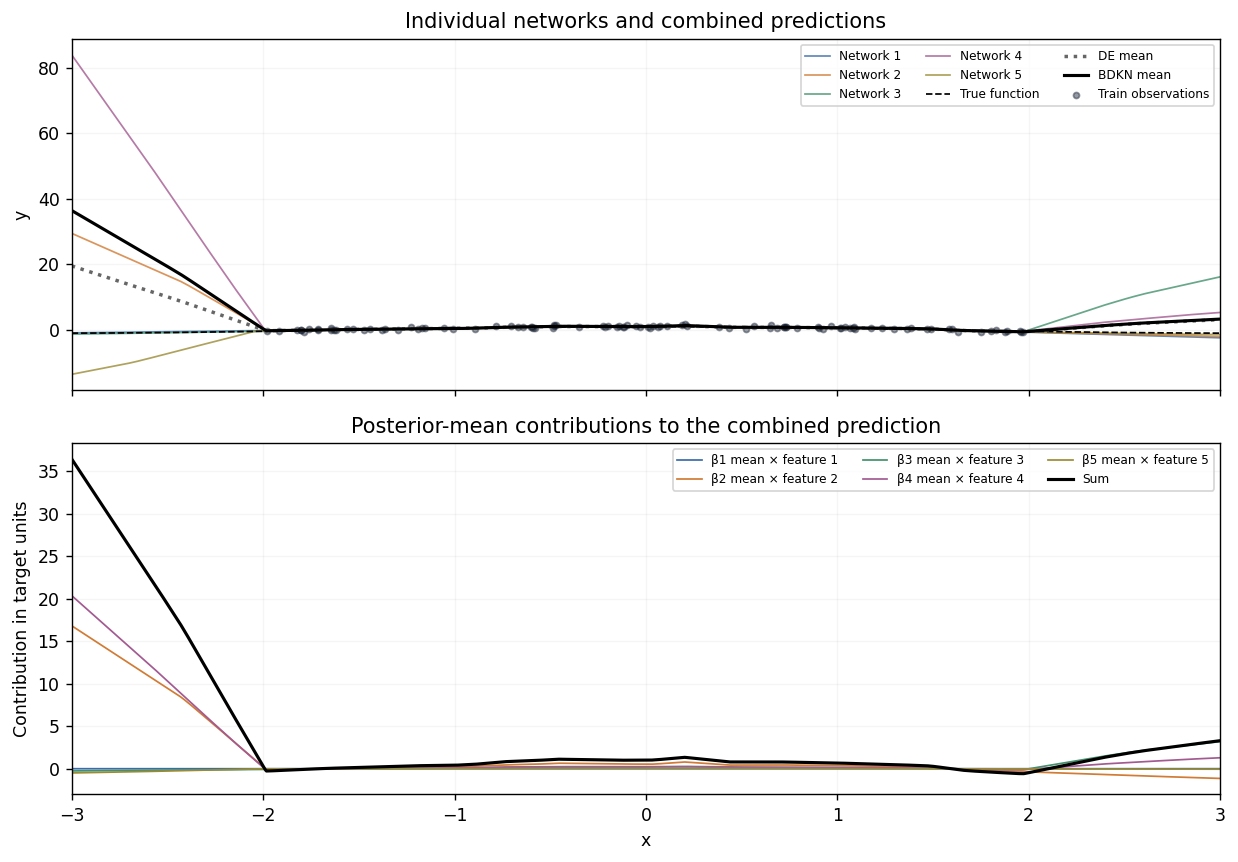 Individual networks and combined predictions
Network 1 Network 4 DE mean
Network 2 Network 5 BDKN mean
Network 3 True function Train observations
80
60
40
20
0
y
Posterior-mean contributions to the combined prediction
β1 mean × feature 1 β3 mean × feature 3 β5 mean × feature 5
β2 mean × feature 2 β4 mean × feature 4 Sum
35
30
25
20
15
10
5
0
Contribution in target units
−3 −2 −1 0 1 2 3
x